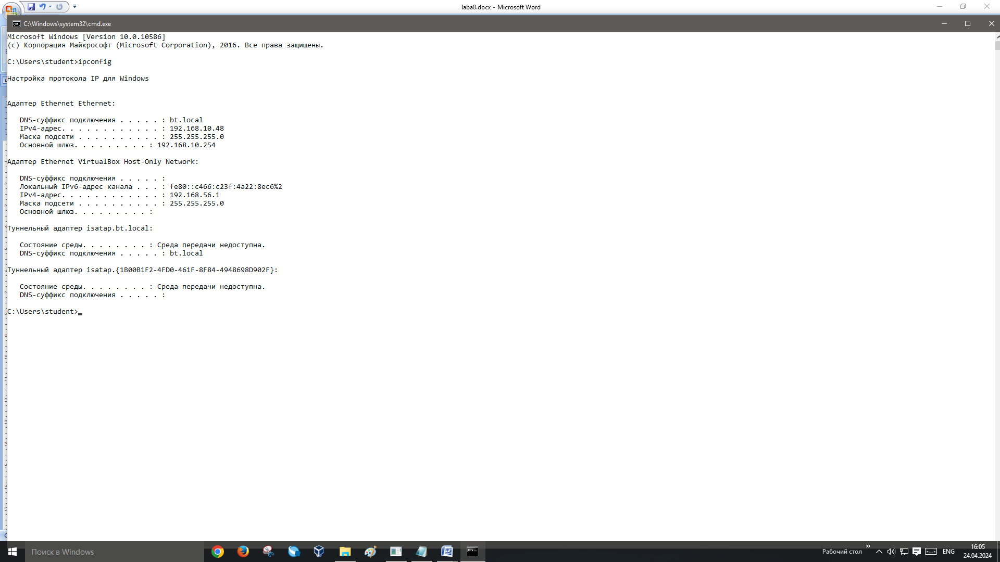 laba8.docx - Microsoft Word
C:\Windows\system32\cmd.exe
Microsoft Windows [Version 10.0.10586]
(c) Корпорация Майкрософт (Microsoft Corporation), 2016. Все права защищены.
C:\Users\student>ipconfig
Настройка протокола IP для Windows
Адаптер Ethernet Ethernet:
DNS-суффикс подключения . . . . . : bt.local
IPv4-адрес. . . . . . . . . . . . : 192.168.10.48
Маска подсети . . . . . . . . . . : 255.255.255.0
Основной шлюз. . . . . . . . . : 192.168.10.254
Адаптер Ethernet VirtualBox Host-Only Network:
DNS-суффикс подключения . . . . . :
Локальный IPv6-адрес канала . . . : fe80::c466:c23f:4a22:8ec6%2
IPv4-адрес. . . . . . . . . . . . : 192.168.56.1
Маска подсети . . . . . . . . . . : 255.255.255.0
Основной шлюз. . . . . . . . . :
Туннельный адаптер isatap.bt.local:
Состояние среды. . . . . . . . : Среда передачи недоступна.
DNS-суффикс подключения . . . . . : bt.local
Туннельный адаптер isatap.{1B00B1F2-4FD0-461F-8F84-4948698D902F}:
Состояние среды. . . . . . . . : Среда передачи недоступна.
DNS-суффикс подключения . . . . . :
C:\Users\student>
Поиск в Windows
Рабочий стол
ENG
16:05
24.04.2024